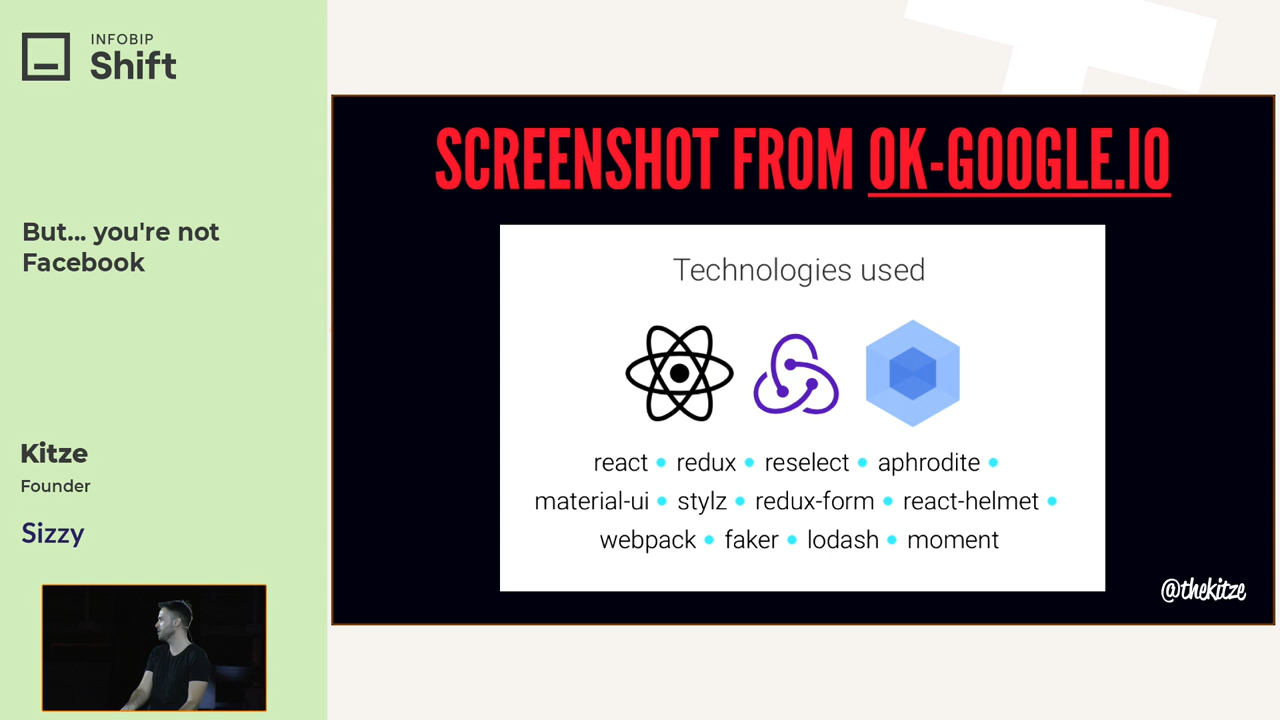 INFOBIP
Shift
But... you're not
Facebook
Kitze
Founder
Sizzy
SCREENSHOT FROM OK-GOOGLE.IO
Technologies used
react • redux • reselect • aphrodite •
material-ui • stylz • redux-form • react-helmet •
webpack • faker • lodash • moment
@thekitze